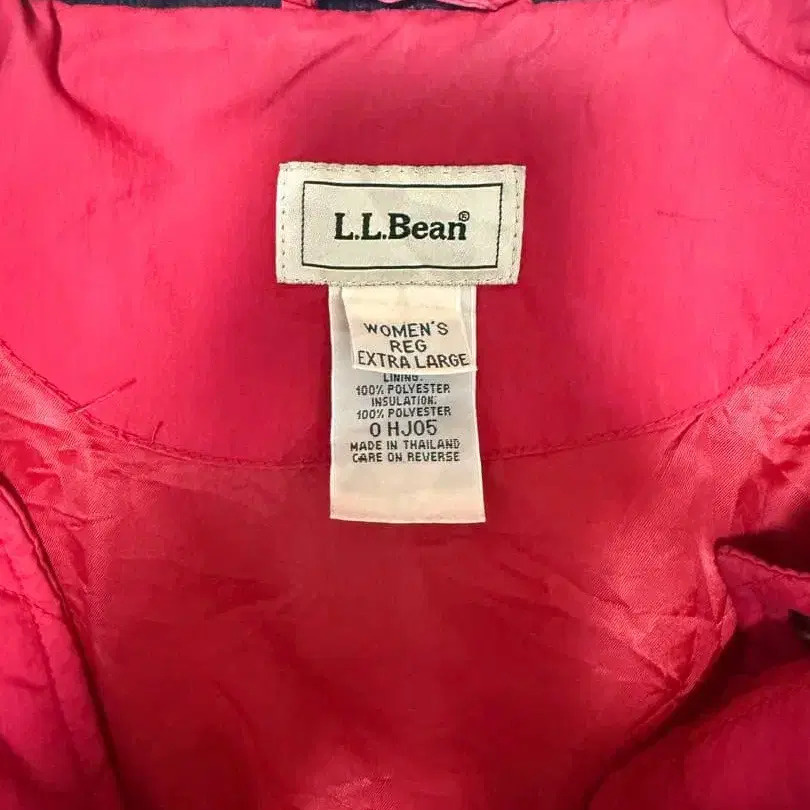 L.L.Bean®
WOMEN'S
REG
EXTRA LARGE
LINING:
100% POLYESTER
INSULATION:
100% POLYESTER
0 HJ05
MADE IN THAILAND
CARE ON REVERSE